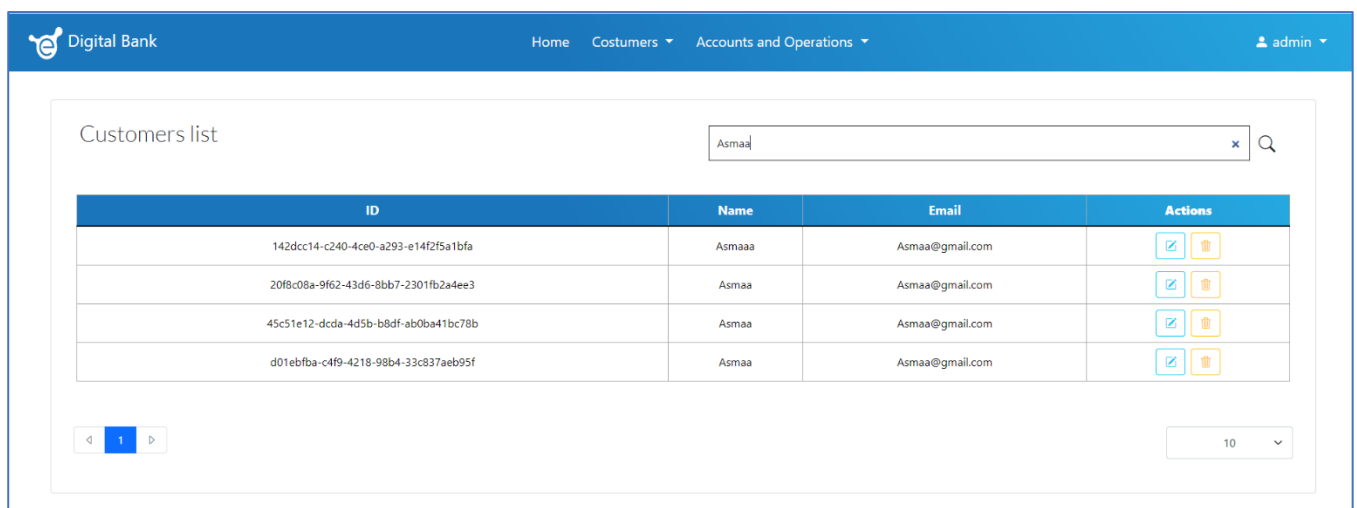 Digital Bank Home Costumers Accounts and Operations admin
Customers list
Asmaa
ID Name Email Actions
142dcc14-c240-4ce0-a293-e14f2f5a1bfa Asmaaa Asmaa@gmail.com
20f8c08a-9f62-43d6-8bb7-2301fb2a4ee3 Asmaa Asmaa@gmail.com
45c51e12-dcda-4d5b-b8df-ab0ba41bc78b Asmaa Asmaa@gmail.com
d01ebfba-c4f9-4218-98b4-33c837aeb95f Asmaa Asmaa@gmail.com
1 10